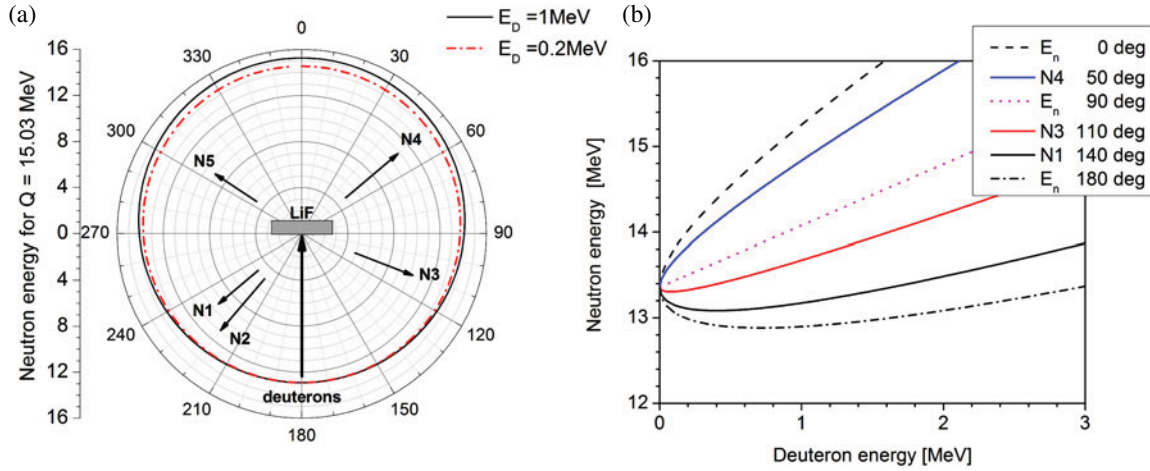 (a)
E_D = 1MeV
E_D = 0.2MeV
Neutron energy for Q = 15.03 MeV
16
12
8
4
0
4
8
12
16
0
30
60
90
120
150
180
210
240
270
300
330
N5
N4
LiF
N3
N1
N2
deuterons
(b)
E_n 0 deg
N4 50 deg
E_n 90 deg
N3 110 deg
N1 140 deg
E_n 180 deg
Neutron energy [MeV]
16
15
14
13
12
0
1
2
3
Deuteron energy [MeV]